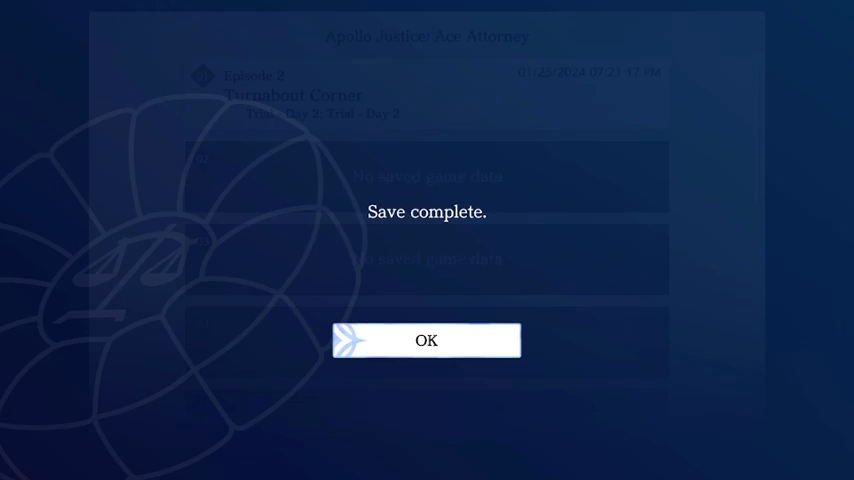 Apollo Justice: Ace Attorney
01 Episode 2 01/25/2024 07:21:17 PM
Turnabout Corner
Trial - Day 2: Trial - Day 2
02
No saved game data
Save complete.
03
No saved game data
04
OK